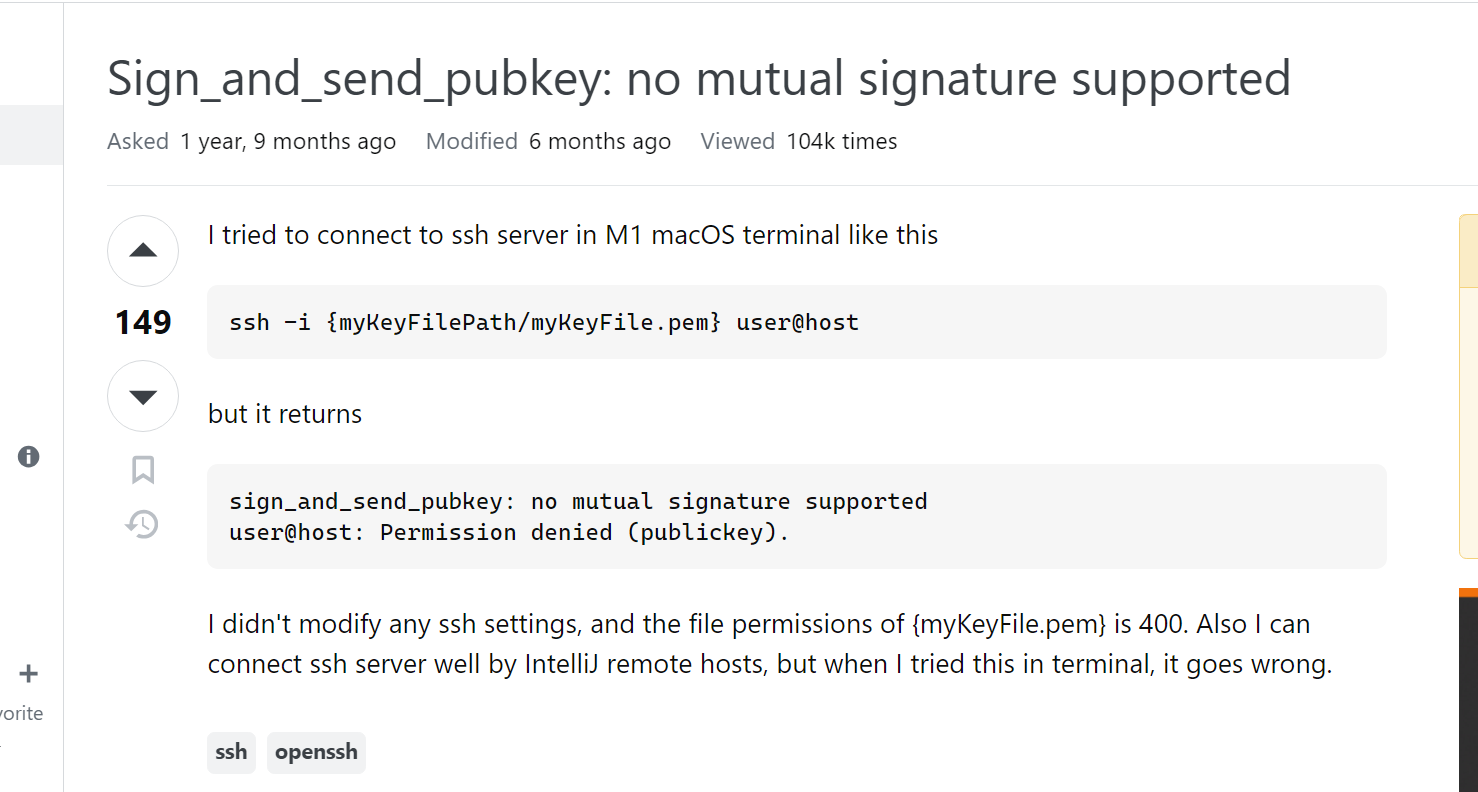 Sign_and_send_pubkey: no mutual signature supported
Asked 1 year, 9 months ago Modified 6 months ago Viewed 104k times
I tried to connect to ssh server in M1 macOS terminal like this
149
ssh -i {myKeyFilePath/myKeyFile.pem} user@host
but it returns
sign_and_send_pubkey: no mutual signature supported
user@host: Permission denied (publickey).
I didn't modify any ssh settings, and the file permissions of {myKeyFile.pem} is 400. Also I can
connect ssh server well by IntelliJ remote hosts, but when I tried this in terminal, it goes wrong.
vorite
ssh openssh